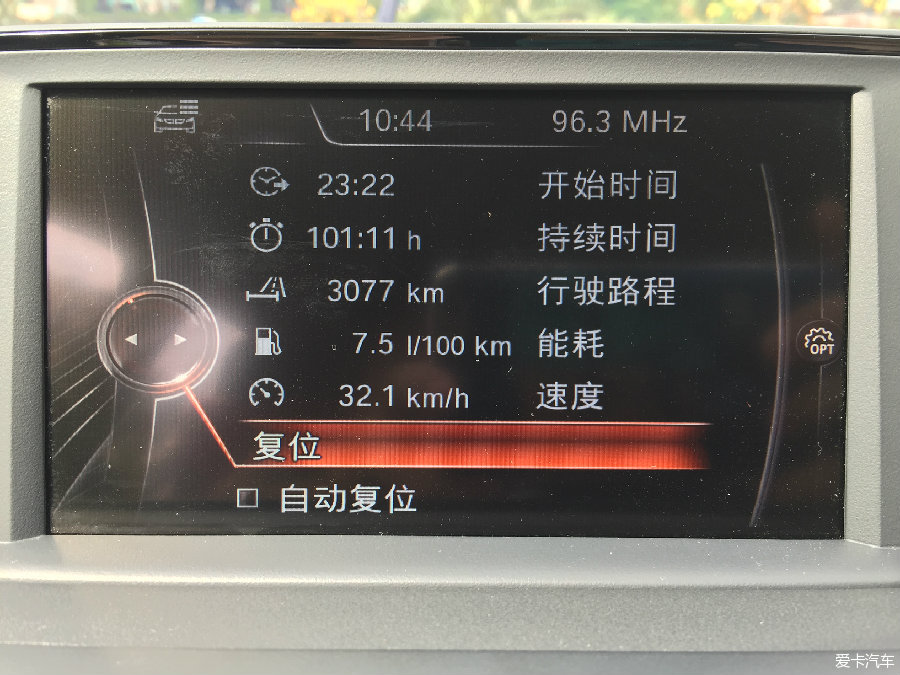 10:44 96.3 MHz
23:22 开始时间
101:11 h 持续时间
3077 km 行驶路程
7.5 l/100 km 能耗
OPT
32.1 km/h 速度
复位
自动复位
爱卡汽车